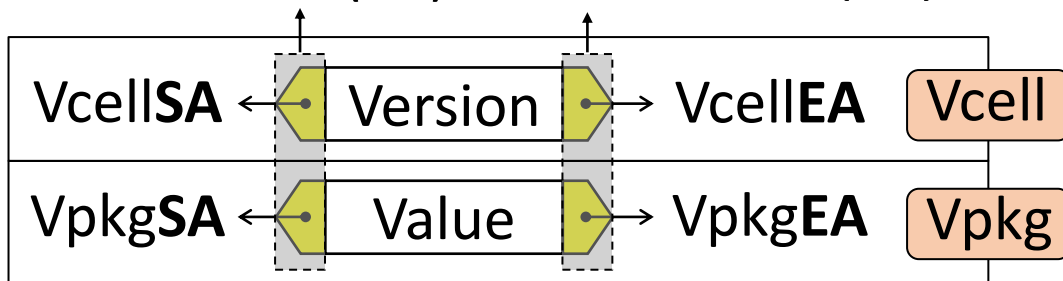 VcellSA Version VcellEA Vcell
VpkgSA Value VpkgEA Vpkg